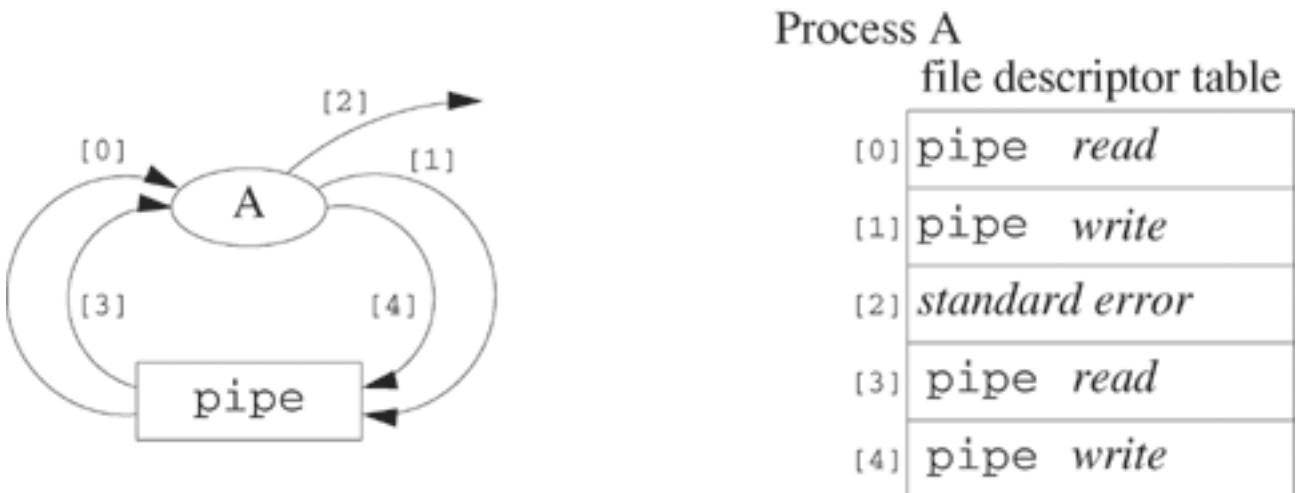 [2]
[0]
[1]
A
[3]
[4]
pipe
Process A
file descriptor table
[0] pipe read
[1] pipe write
[2] standard error
[3] pipe read
[4] pipe write